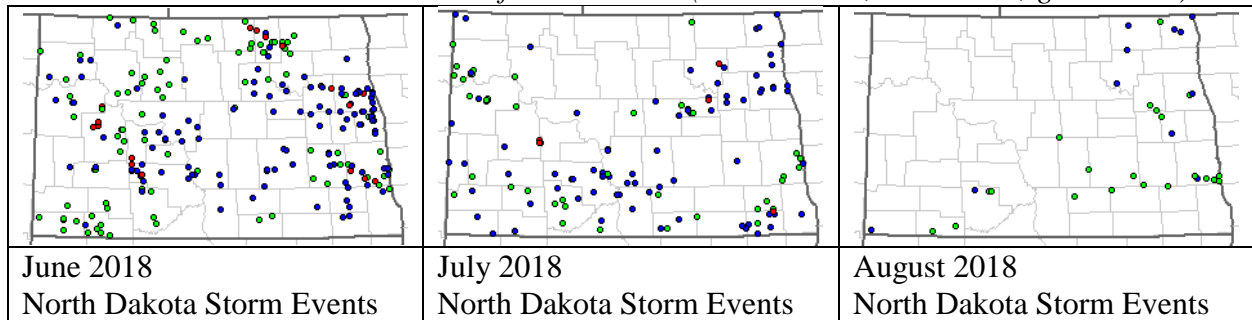 June 2018
North Dakota Storm Events
July 2018
North Dakota Storm Events
August 2018
North Dakota Storm Events